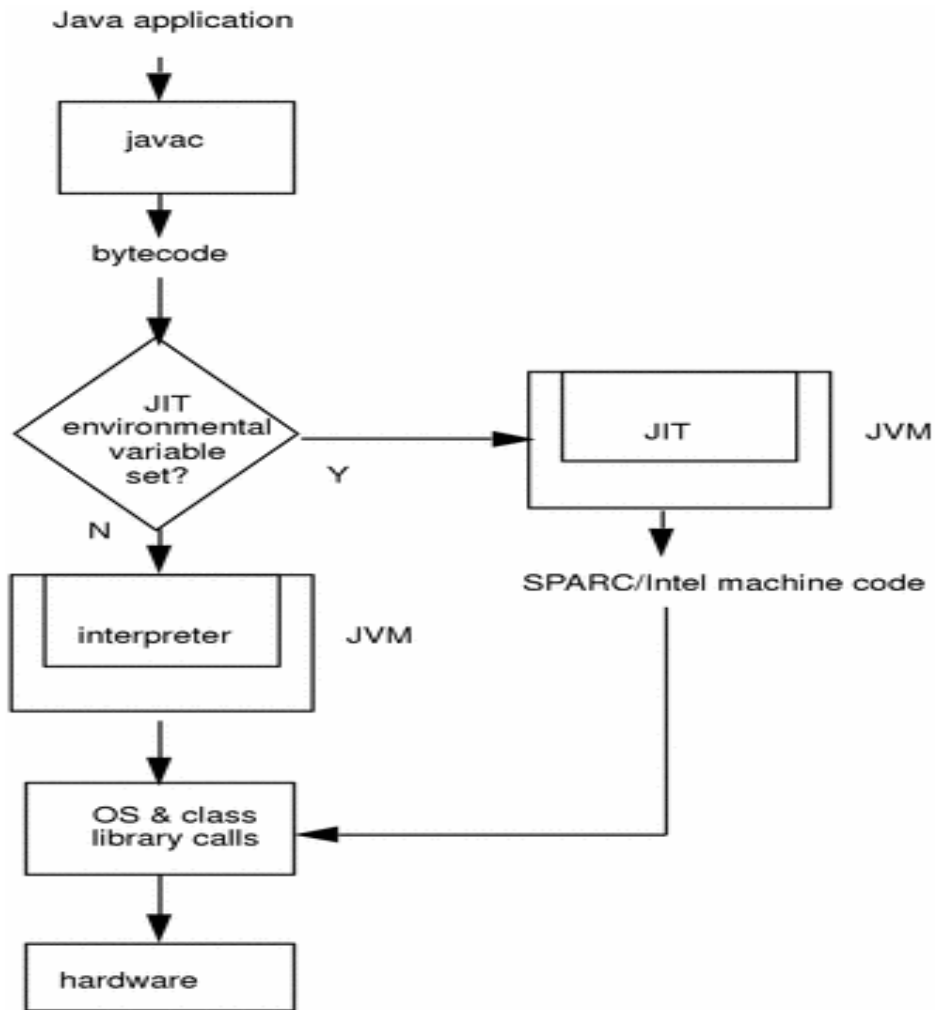 Java application
javac
bytecode
JIT
environmental
variable
set?
Y
N
JIT
JVM
SPARC/Intel machine code
interpreter
JVM
OS & class
library calls
hardware